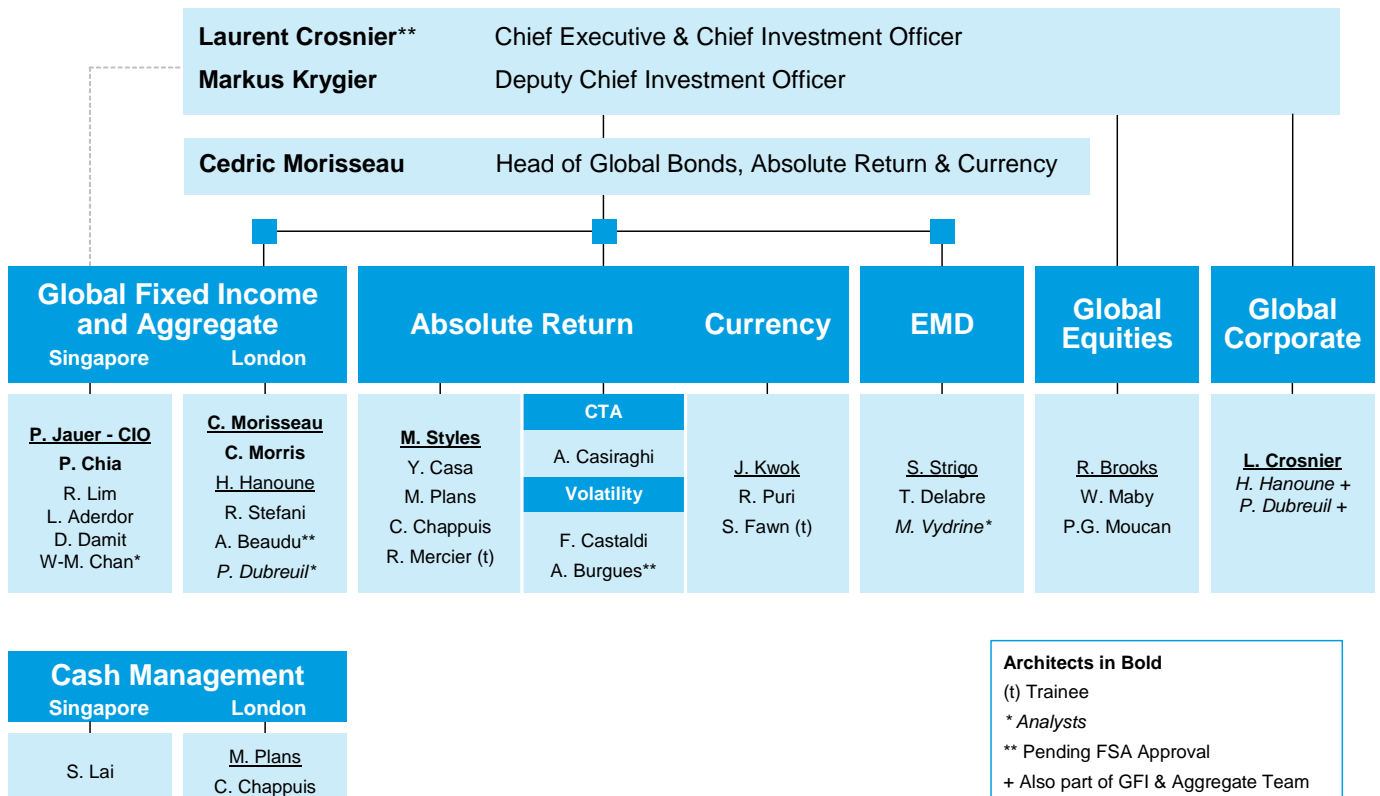 Laurent Crosnier** Chief Executive & Chief Investment Officer
Markus Krygier Deputy Chief Investment Officer
Cedric Morisseau Head of Global Bonds, Absolute Return & Currency
Global Fixed Income
and Aggregate
Singapore London
P. Jauer - CIO
P. Chia
R. Lim
L. Aderdor
D. Damit
W-M. Chan*
C. Morisseau
C. Morris
H. Hanoune
R. Stefani
A. Beaudu**
P. Dubreuil*
Absolute Return Currency
M. Styles
Y. Casa
M. Plans
C. Chappuis
R. Mercier (t)
CTA
A. Casiraghi
Volatility
F. Castaldi
A. Burgues**
J. Kwok
R. Puri
S. Fawn (t)
EMD
S. Strigo
T. Delabre
M. Vydrine*
Global
Equities
R. Brooks
W. Maby
P.G. Moucan
Global
Corporate
L. Crosnier
H. Hanoune +
P. Dubreuil +
Cash Management
Singapore London
S. Lai
M. Plans
C. Chappuis
Architects in Bold
(t) Trainee
* Analysts
** Pending FSA Approval
+ Also part of GFI & Aggregate Team